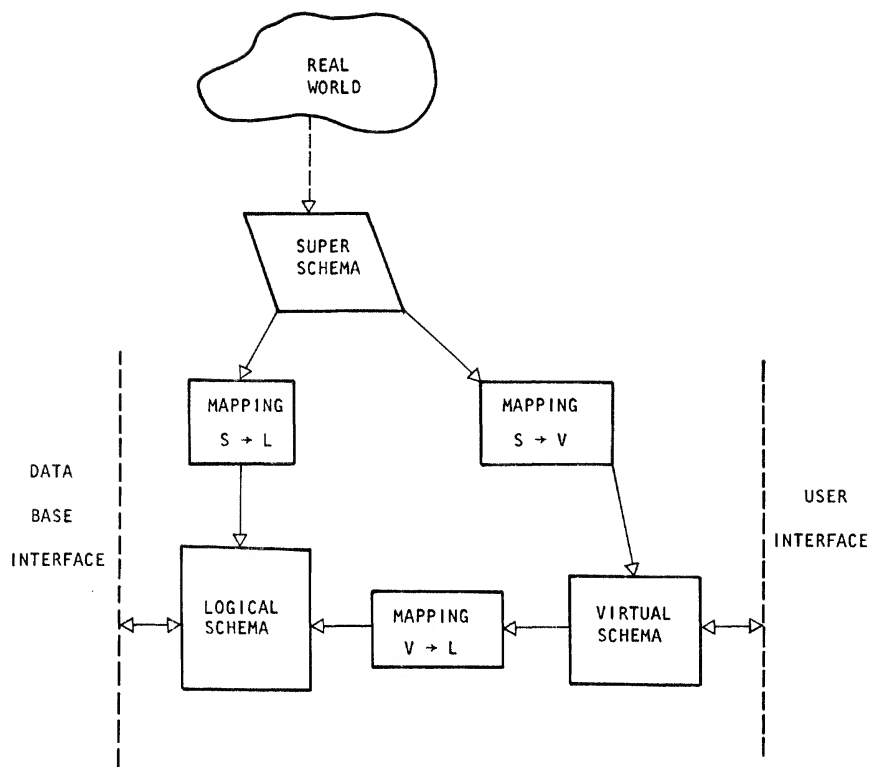 REAL
WORLD
SUPER
SCHEMA
MAPPING
S → L
MAPPING
S → V
DATA
BASE
INTERFACE
USER
INTERFACE
LOGICAL
SCHEMA
MAPPING
V → L
VIRTUAL
SCHEMA